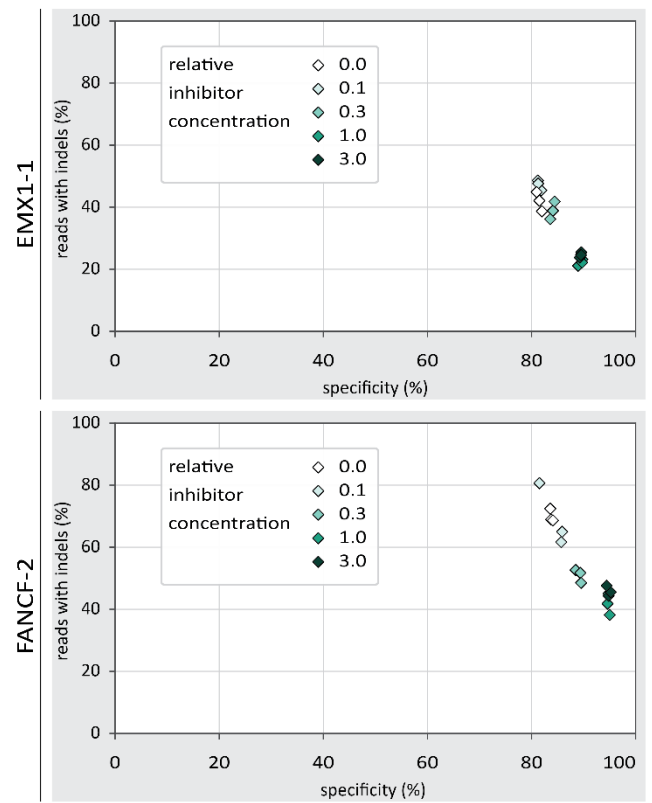 EMX1-1
reads with indels (%)
100
80
60
40
20
0
relative
inhibitor
concentration
0.0
0.1
0.3
1.0
3.0
0 20 40 60 80 100
specificity (%)
FANCF-2
reads with indels (%)
100
80
60
40
20
0
relative
inhibitor
concentration
0.0
0.1
0.3
1.0
3.0
0 20 40 60 80 100
specificity (%)